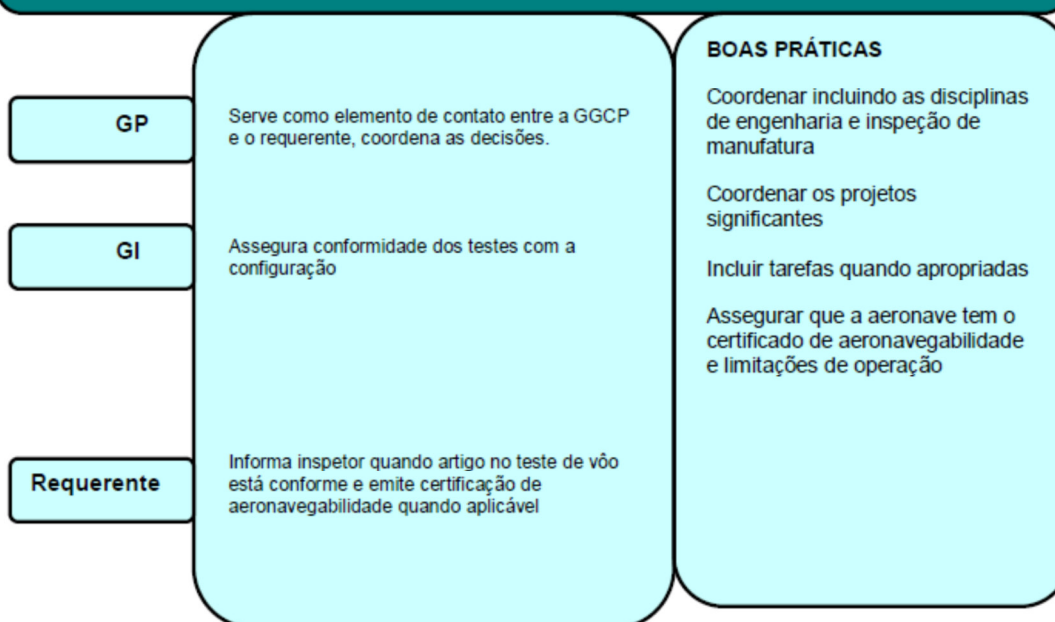 GP
Serve como elemento de contato entre a GGCP
e o requerente, coordena as decisões.
GI
Assegura conformidade dos testes com a
configuração
Requerente
Informa inspetor quando artigo no teste de vôo
está conforme e emite certificação de
aeronavegabilidade quando aplicável
BOAS PRÁTICAS
Coordenar incluindo as disciplinas
de engenharia e inspeção de
manufatura
Coordenar os projetos
significantes
Incluir tarefas quando apropriadas
Assegurar que a aeronave tem o
certificado de aeronavegabilidade
e limitações de operação